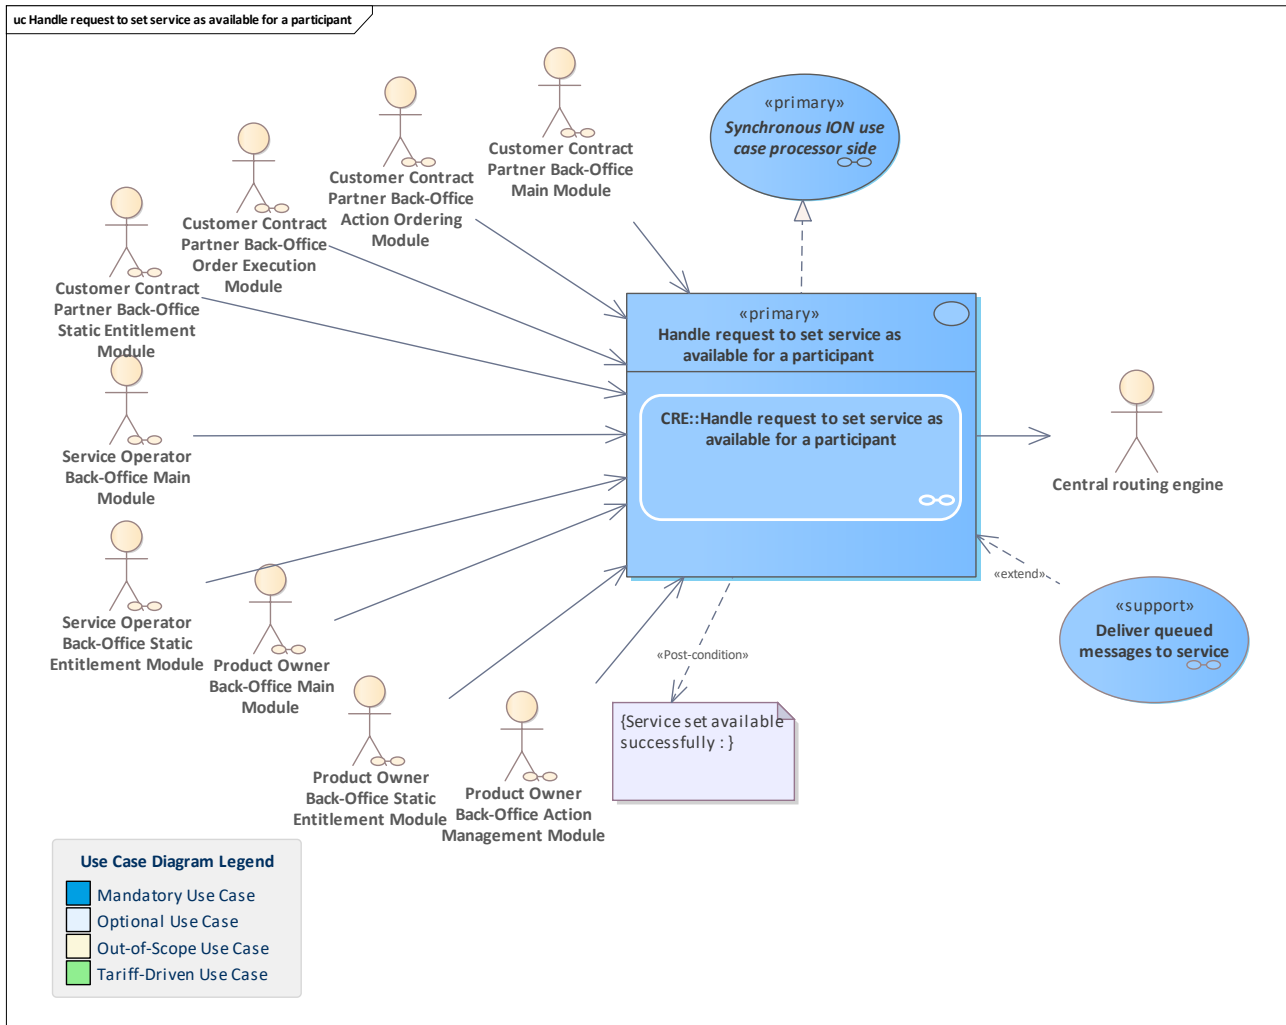 uc Handle request to set service as available for a participant
Customer Contract
Partner Back-Office
Main Module
«primary»
Synchronous ION use
case processor side
Customer Contract
Partner Back-Office
Action Ordering
Module
Customer Contract
Partner Back-Office
Order Execution
Module
Customer Contract
Partner Back-Office
Static Entitlement
Module
«primary»
Handle request to set service as
available for a participant
CRE::Handle request to set service as
available for a participant
Service Operator
Back-Office Main
Module
Central routing engine
Service Operator
Back-Office Static
Entitlement Module
«extend»
«support»
Deliver queued
messages to service
Product Owner
Back-Office Main
Module
«Post-condition»
{Service set available
successfully : }
Product Owner
Back-Office Static
Entitlement Module
Product Owner
Back-Office Action
Management Module
Use Case Diagram Legend
Mandatory Use Case
Optional Use Case
Out-of-Scope Use Case
Tariff-Driven Use Case